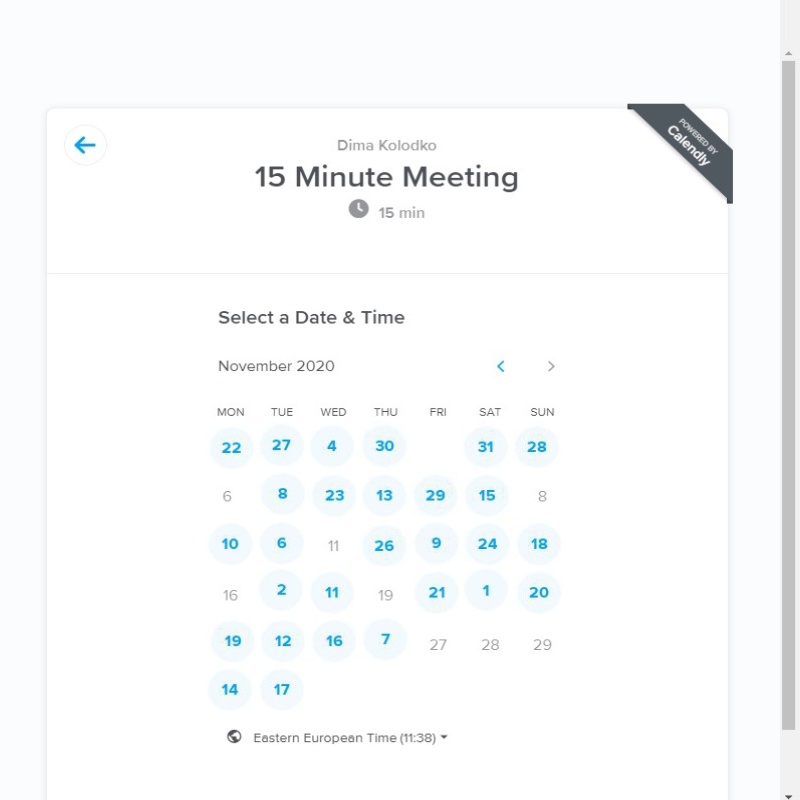 POWERED BY
Calendly
Dima Kolodko
15 Minute Meeting
15 min
Select a Date & Time
November 2020
MON TUE WED THU FRI SAT SUN
22 27 4 30 31 28
6 8 23 13 29 15 8
10 6 11 26 9 24 18
16 2 11 19 21 1 20
19 12 16 7 27 28 29
14 17
Eastern European Time (11:38)